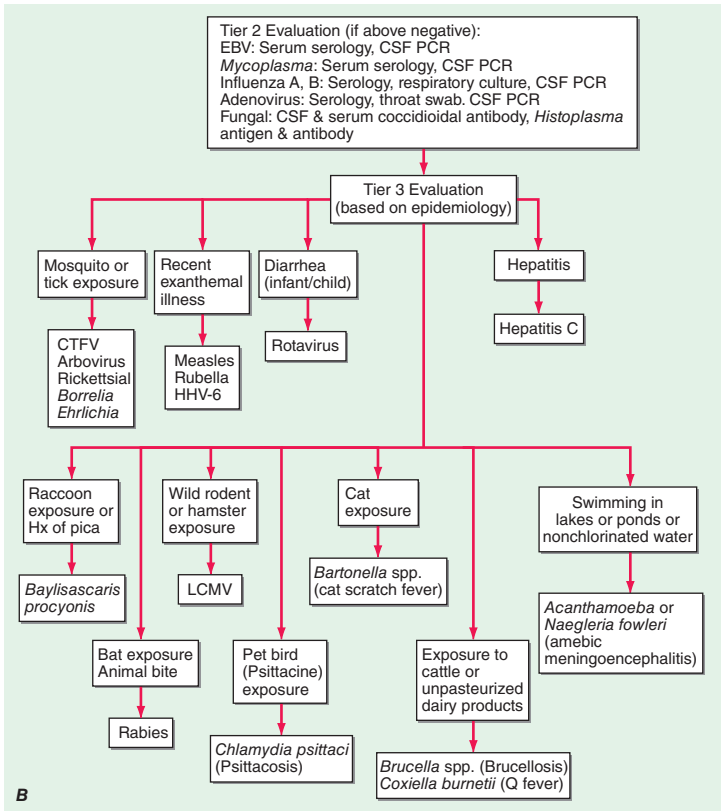 Tier 2 Evaluation (if above negative):
EBV: Serum serology, CSF PCR
Mycoplasma: Serum serology, CSF PCR
Influenza A, B: Serology, respiratory culture, CSF PCR
Adenovirus: Serology, throat swab. CSF PCR
Fungal: CSF & serum coccidioidal antibody, Histoplasma
antigen & antibody
Tier 3 Evaluation
(based on epidemiology)
Mosquito or
tick exposure
Recent
exanthemal
illness
Diarrhea
(infant/child)
Hepatitis
CTFV
Arbovirus
Rickettsial
Borrelia
Ehrlichia
Measles
Rubella
HHV-6
Rotavirus
Hepatitis C
Raccoon
exposure or
Hx of pica
Wild rodent
or hamster
exposure
Cat
exposure
Swimming in
lakes or ponds or
nonchlorinated water
Baylisascaris
procyonis
LCMV
Bartonella spp.
(cat scratch fever)
Acanthamoeba or
Naegleria fowleri
(amebic
meningoencephalitis)
Bat exposure
Animal bite
Pet bird
(Psittacine)
exposure
Exposure to
cattle or
unpasteurized
dairy products
Rabies
Chlamydia psittaci
(Psittacosis)
Brucella spp. (Brucellosis)
Coxiella burnetii (Q fever)
B